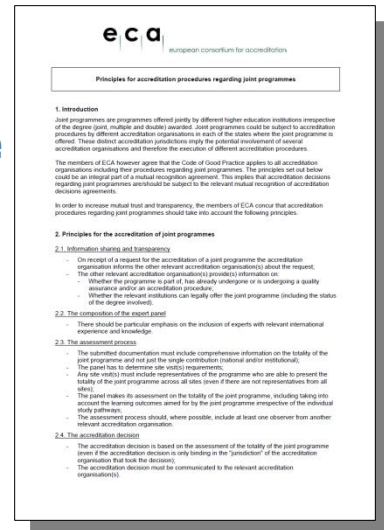 e c a
european consortium for accreditation
Principles for accreditation procedures regarding joint programmes
1. Introduction
Joint programmes are programmes offered jointly by different higher education institutions irrespective
of the degree (joint, multiple and double) awarded. Joint programmes could be subject to accreditation
procedures by different accreditation organisations in each of the states where the joint programme is
offered. These distinct accreditation jurisdictions imply the potential involvement of several
accreditation organisations and therefore the execution of different accreditation procedures.
The members of ECA however agree that the Code of Good Practice applies to all accreditation
organisations including their procedures regarding joint programmes. The principles set out below
could be an integral part of a mutual recognition agreement. This implies that accreditation decisions
regarding joint programmes are/should be subject to the relevant mutual recognition of accreditation
decisions agreements.
In order to increase mutual trust and transparency, the members of ECA concur that accreditation
procedures regarding joint programmes should take into account the following principles.
2. Principles for the accreditation of joint programmes
2.1. Information sharing and transparency
- On receipt of a request for the accreditation of a joint programme the accreditation
organisation informs the other relevant accreditation organisation(s) about the request;
- The other relevant accreditation organisation(s) provide(s) information on:
- Whether the programme is part of, has already undergone or is undergoing a quality
assurance and/or an accreditation procedure;
- Whether the relevant institutions can legally offer the joint programme (including the status
of the degree involved).
2.2. The composition of the expert panel
- There should be particular emphasis on the inclusion of experts with relevant international
experience and knowledge.
2.3. The assessment process
- The submitted documentation must include comprehensive information on the totality of the
joint programme and not just the single contribution (national and/or institutional);
- The panel has to determine site visit(s) requirements;
- Any site visit(s) must include representatives of the programme who are able to present the
totality of the joint programme across all sites (even if there are not representatives from all
sites);
- The panel makes its assessment on the totality of the joint programme, including taking into
account the learning outcomes aimed for by the joint programme irrespective of the individual
study pathways;
- The assessment process should, where possible, include at least one observer from another
relevant accreditation organisation.
2.4. The accreditation decision
- The accreditation decision is based on the assessment of the totality of the joint programme
(even if the accreditation decision is only binding in the "jurisdiction" of the accreditation
organisation that took the decision);
- The accreditation decision must be communicated to the relevant accreditation
organisation(s).